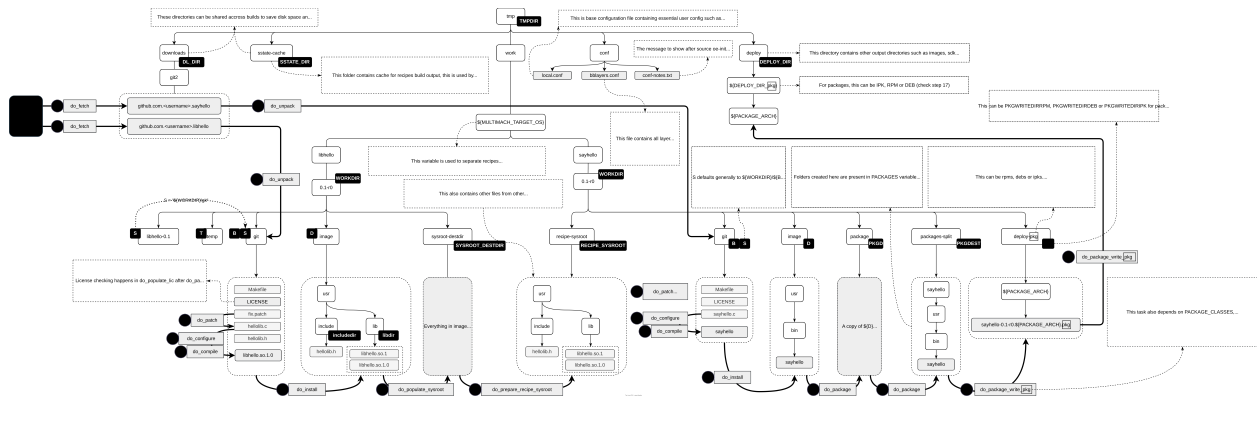 These directories can be shared accross builds to save disk space an...
tmp
TMPDIR
This is base configuration file containing essential user config such as...
The message to show after source oe-init...
downloads
DL_DIR
sstate-cache
SSTATE_DIR
work
conf
deploy
DEPLOY_DIR
This directory contains other output directories such as images, sdk...
git2
This folder contains cache for recipes build output, this is used by...
local.conf
bblayers.conf
conf-notes.txt
${DEPLOY_DIR_pkg}
For packages, this can be IPK, RPM or DEB (check step 17)
do_fetch
github.com.<username>.sayhello
do_unpack
This can be PKGWRITEDIRRPM, PKGWRITEDIRDEB or PKGWRITEDIRIPK for pack...
do_fetch
github.com.<username>.libhello
${MULTIMACH_TARGET_OS}
${PACKAGE_ARCH}
This file contains all layer...
libhello
This variable is used to separate recipes...
sayhello
do_unpack
WORKDIR
0.1-r0
WORKDIR
0.1-r0
This also contains other files from other...
S defaults generally to ${WORKDIR}/${B...
Folders created here are present in PACKAGES variable...
This can be rpms, debs or ipks....
S
libhello-0.1
T
temp
B
S
git
D
image
sysroot-destdir
SYSROOT_DESTDIR
recipe-sysroot
RECIPE_SYSROOT
git
B
S
image
D
package
PKGD
packages-split
PKGDEST
deploy-pkg
do_package_write_pkg
License checking happens in do_populate_lic after do_pa...
Makefile
LICENSE
fix.patch
hellolib.c
hellolib.h
libhello.so.1.0
do_patch
do_configure
do_compile
usr
include
includedir
lib
libdir
hellolib.h
libhello.so.1
libhello.so.1.0
Everything in image...
usr
include
lib
hellolib.h
libhello.so.1
libhello.so.1.0
do_patch...
do_configure
do_compile
Makefile
LICENSE
sayhello.c
sayhello
usr
bin
sayhello
A copy of ${D}...
sayhello
usr
bin
sayhello
${PACKAGE_ARCH}
sayhello-0.1-r0.${PACKAGE_ARCH}.pkg
This task also depends on PACKAGE_CLASSES....
do_install
do_populate_sysroot
do_prepare_recipe_sysroot
do_install
do_package
do_package
do_package_write_pkg